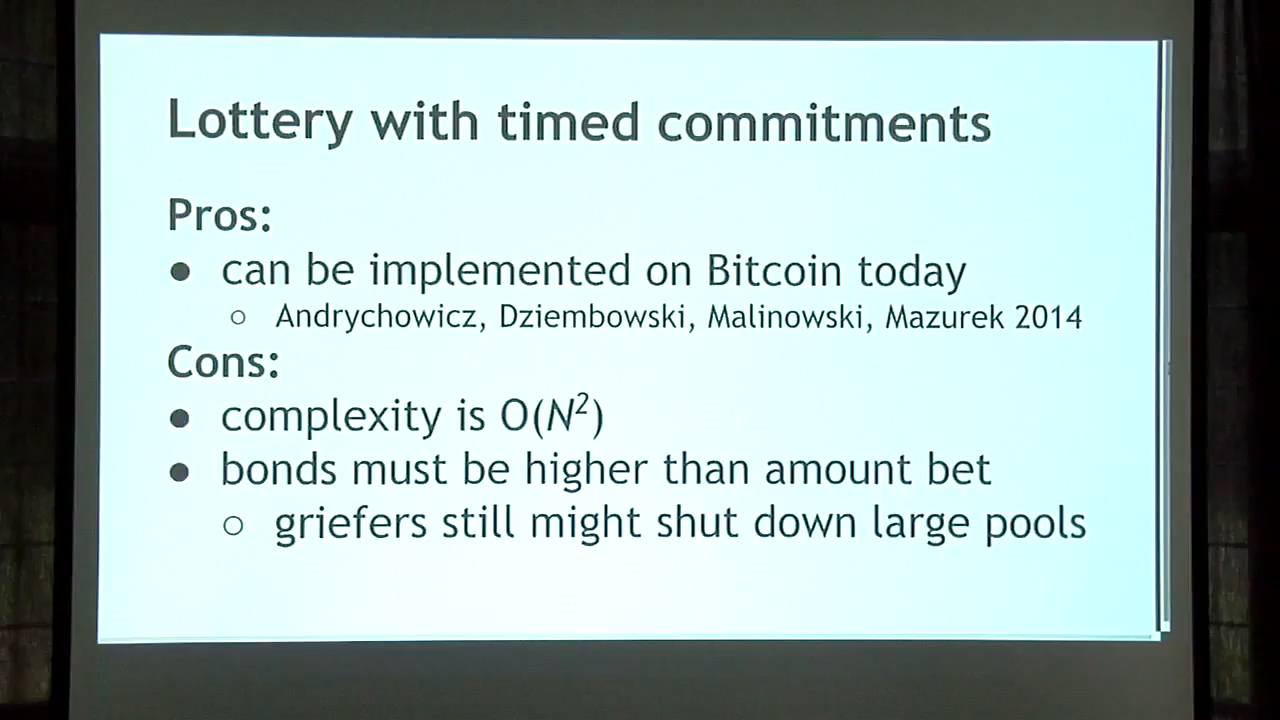 Lottery with timed commitments
Pros:
● can be implemented on Bitcoin today
○ Andrychowicz, Dziembowski, Malinowski, Mazurek 2014
Cons:
● complexity is O(N²)
● bonds must be higher than amount bet
○ griefers still might shut down large pools